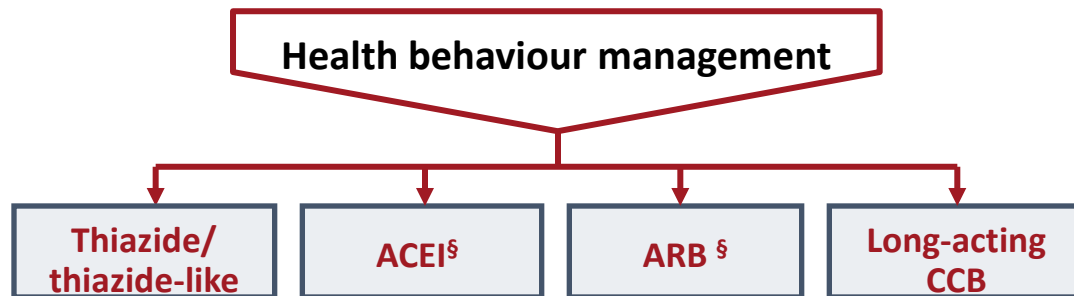 Health behaviour management
Thiazide/
thiazide-like
ACEI§
ARB §
Long-acting
CCB